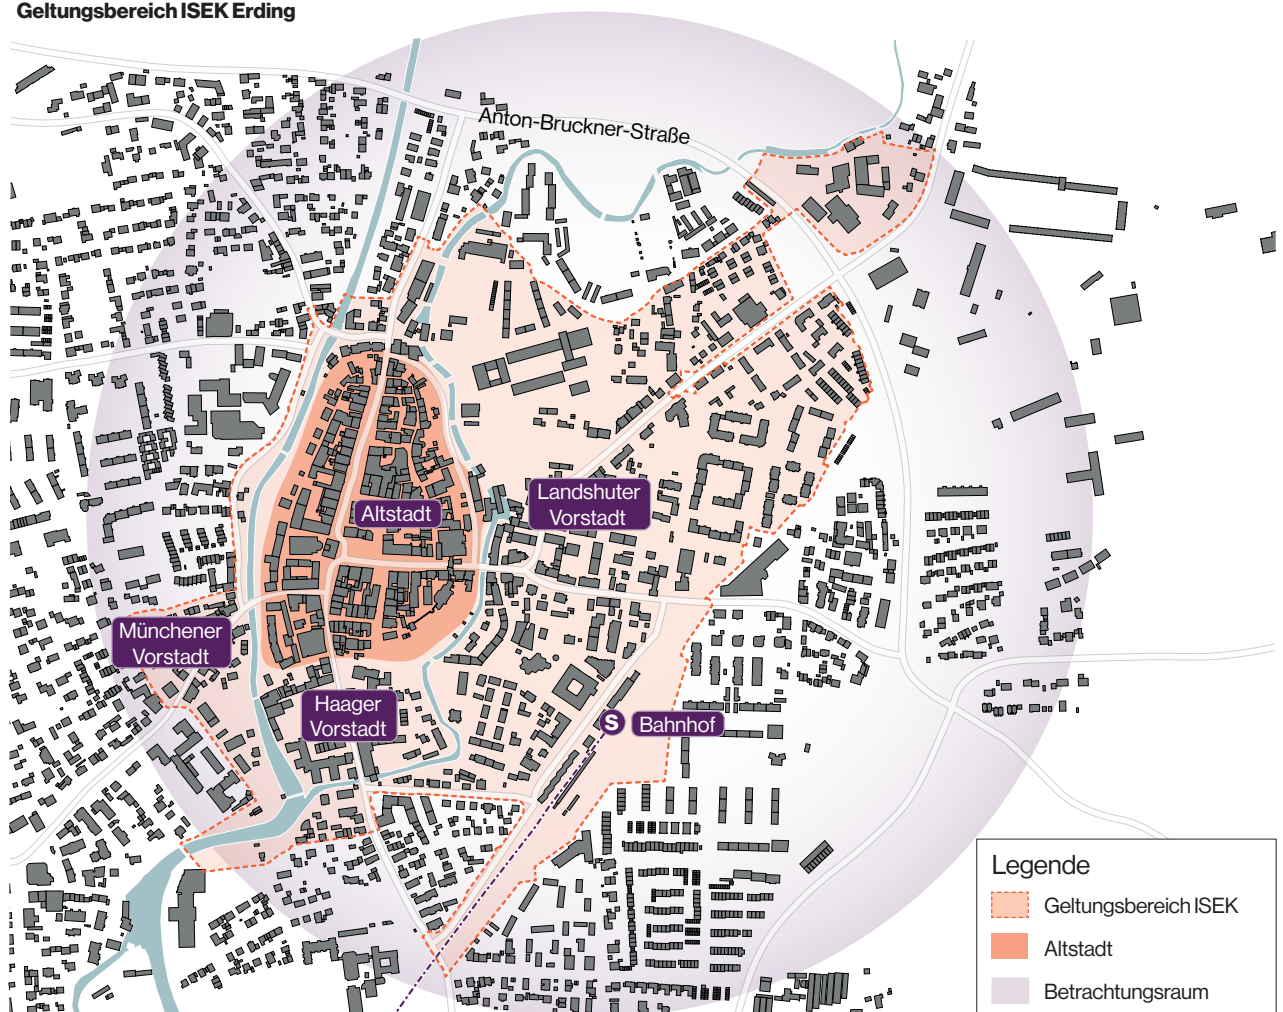 Geltungsbereich ISEK Erding
Anton-Bruckner-Straße
Landshuter
Vorstadt
Altstadt
Münchener
Vorstadt
Haager
Vorstadt
S Bahnhof
Legende
Geltungsbereich ISEK
Altstadt
Betrachtungsraum